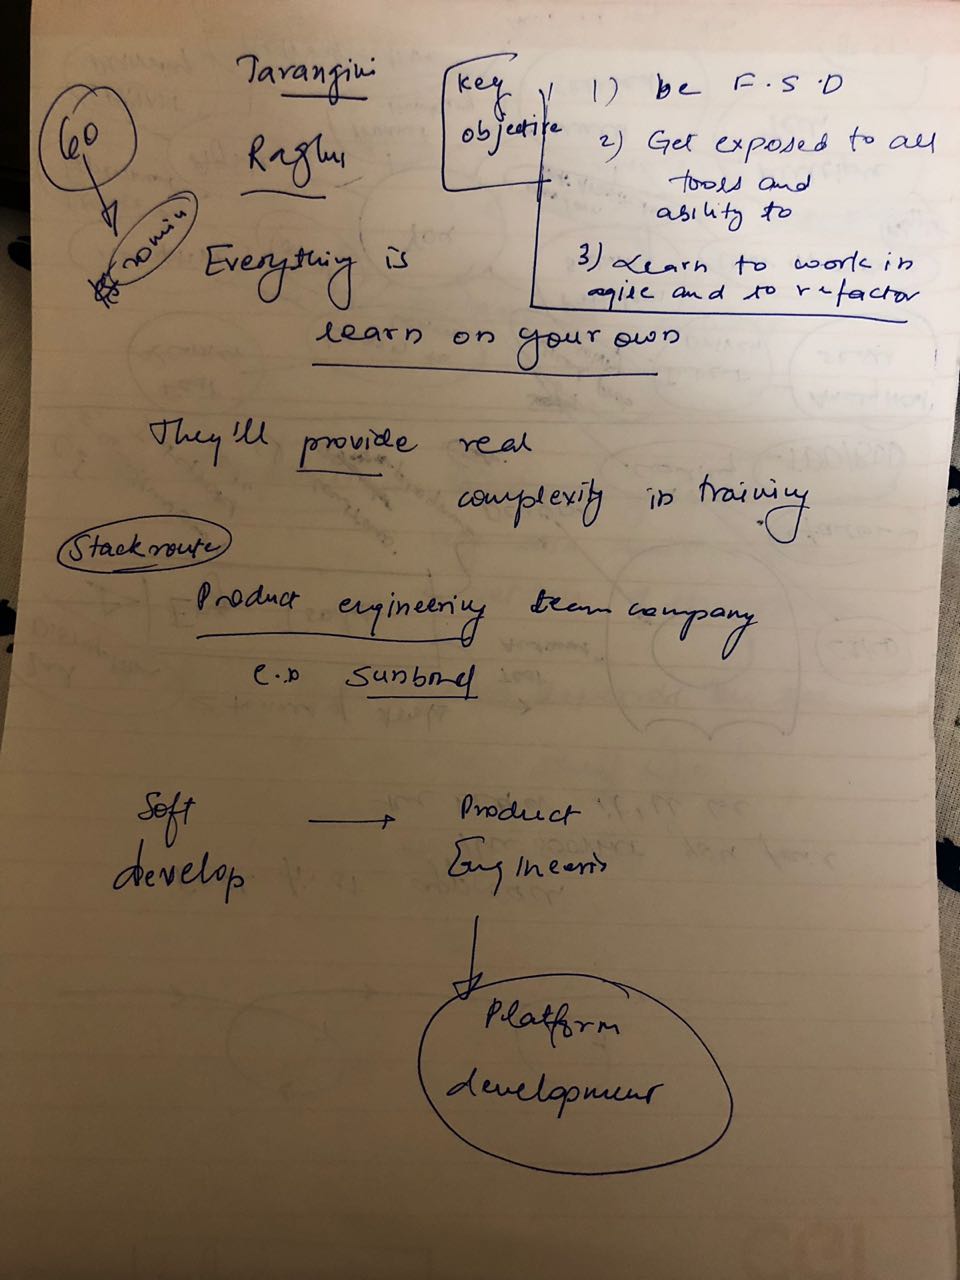 Tarangini
Raghu
60
20 min
Key
objective
1) be F.S.D
2) Get exposed to all
tools and
ability to
3) Learn to work in
agile and to refactor
Everything is
learn on your own
They'll provide real
complexity in training
Stackroute
Product engineering team company
Sunbird
Soft
develop
Product
Engineering
Platform
development